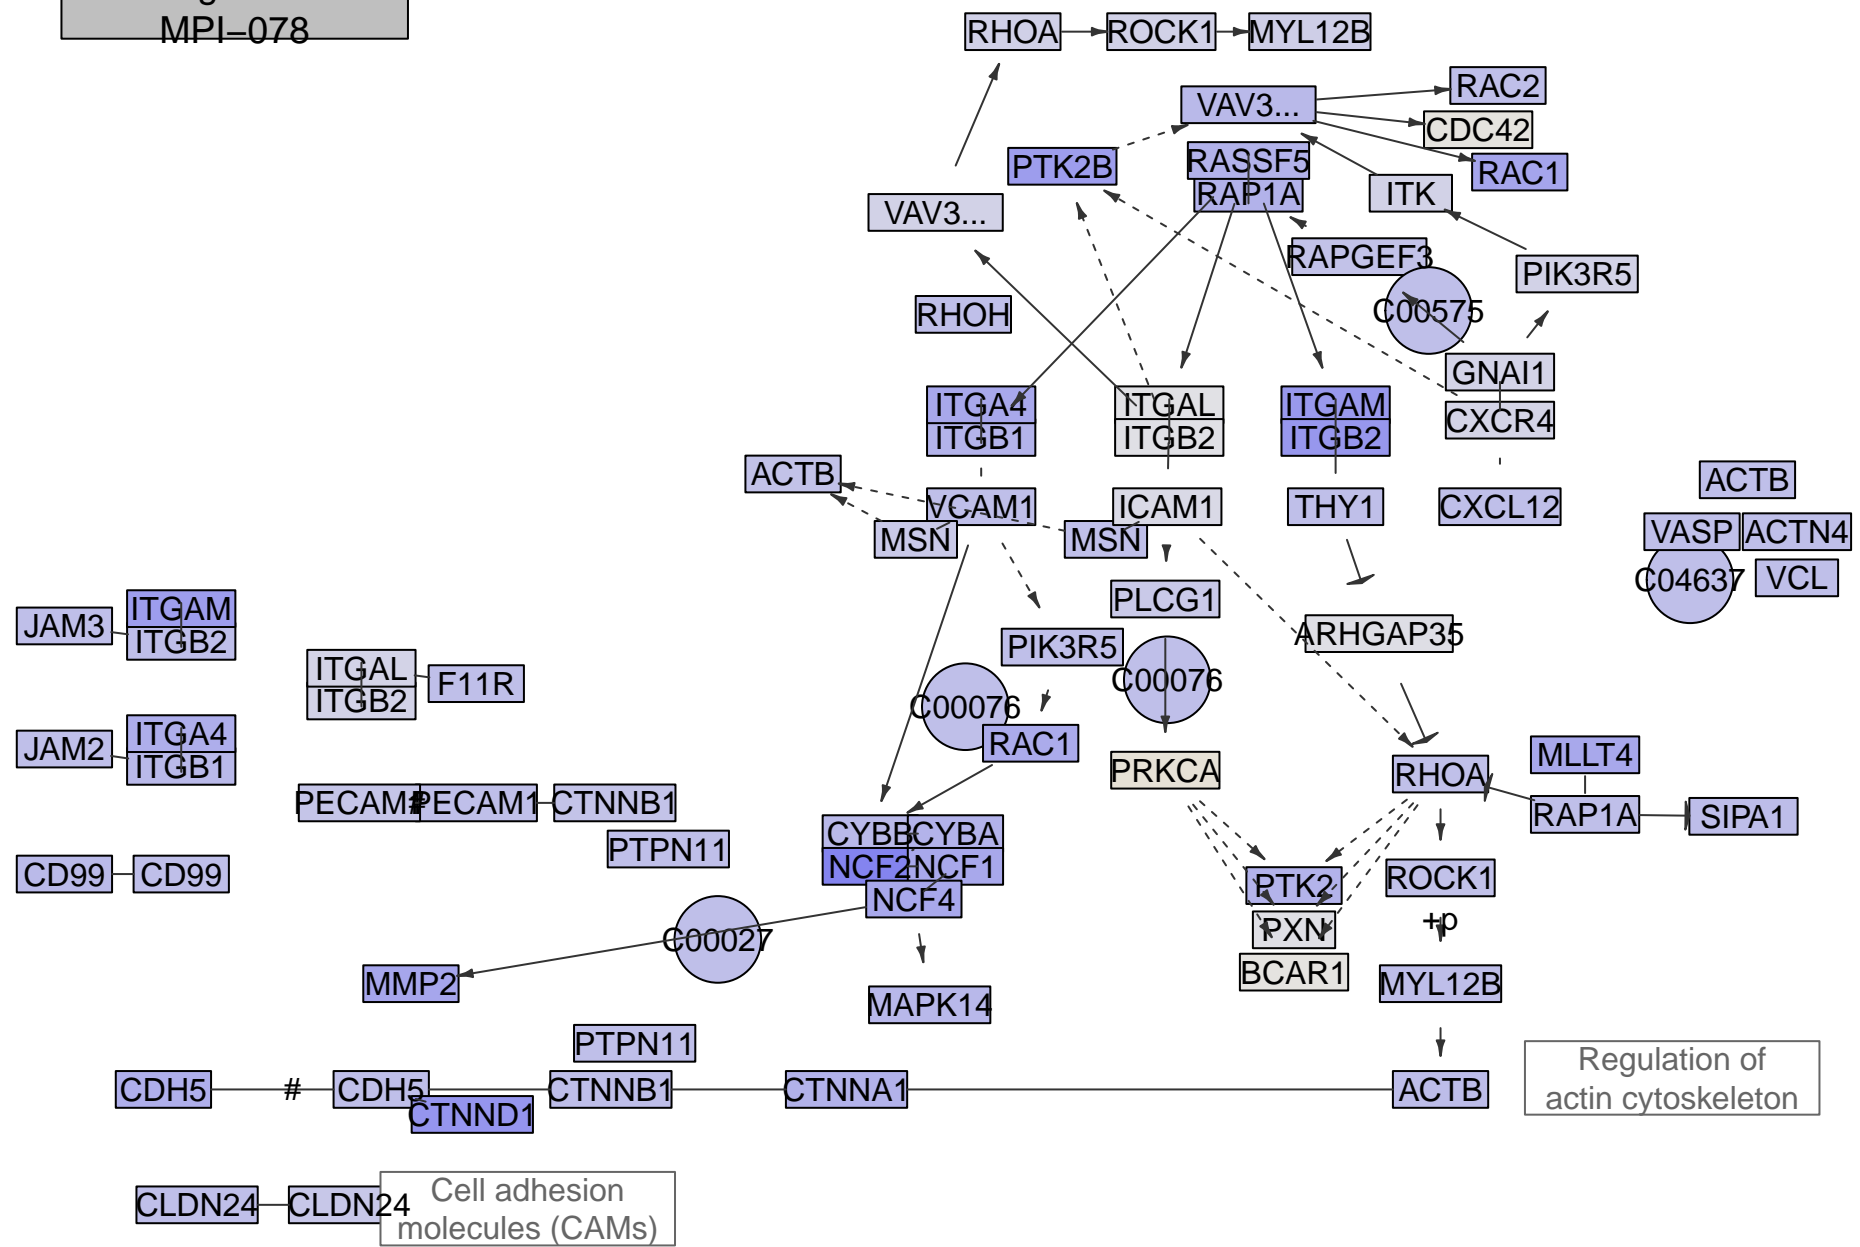 MPI–078
RHOA
ROCK1
MYL12B
VAV3...
RAC2
CDC42
RAC1
PTK2B
RASSF5
RAP1A
ITK
VAV3...
RAPGEF3
PIK3R5
RHOH
C00575
GNAI1
CXCR4
ITGA4
ITGB1
ITGAL
ITGB2
ITGAM
ITGB2
ACTB
VCAM1
MSN
ICAM1
MSN
THY1
CXCL12
ACTB
VASP
ACTN4
C04637
VCL
PLCG1
JAM3
ITGAM
ITGB2
ARHGAP35
PIK3R5
C00076
ITGAL
ITGB2
F11R
C00076
RAC1
JAM2
ITGA4
ITGB1
PRKCA
RHOA
MLLT4
RAP1A
SIPA1
PECAM1
#
PECAM1
CTNNB1
PTPN11
CYBB
CYBA
NCF2
NCF1
NCF4
CD99
CD99
PTK2
PXN
BCAR1
ROCK1
+p
C00027
MMP2
MAPK14
MYL12B
PTPN11
CDH5
#
CDH5
CTNND1
CTNNB1
CTNNA1
ACTB
Regulation of
actin cytoskeleton
CLDN24
CLDN24
Cell adhesion
molecules (CAMs)